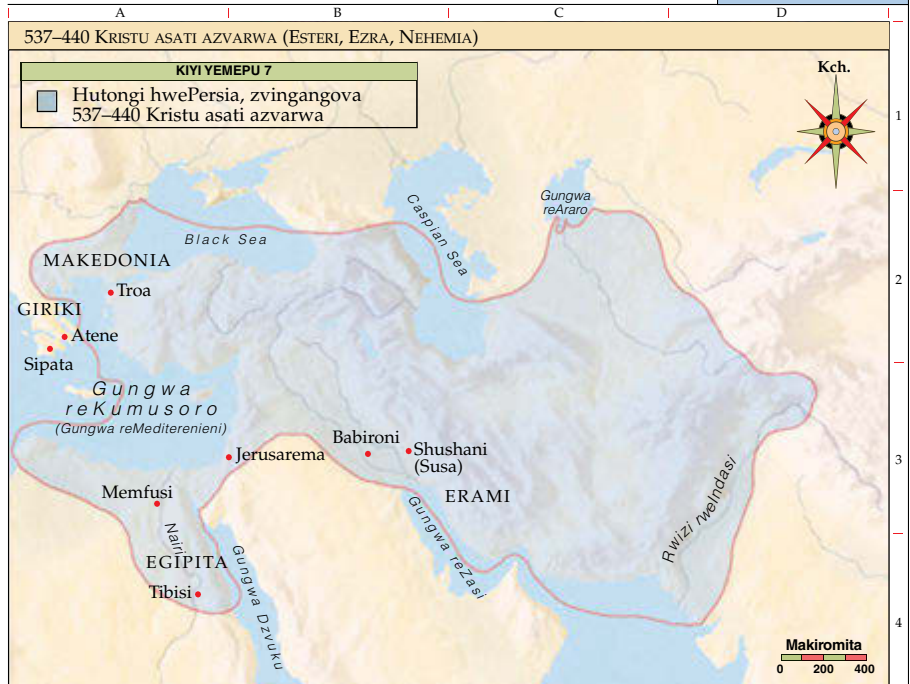 A B C D
537–440 KRISTU ASATI AZVARWA (ESTERI, EZRA, NEHEMIA)
KIYI YEMEPU 7
Hutongi hwePersia, zvingangova
537–440 Kristu asati azvarwa
Kch.
1
Gungwa
reAraro
Caspian Sea
Black Sea
MAKEDONIA
2
Troa
GIRIKI
Atene
Sipata
Gungwa
reKumusoro
(Gungwa reMediterenieni)
Babironi
Shushani
(Susa)
Jerusarema
3
Memfusi
ERAMI
Rwizi rweIndasi
Nairi
Gungwa reZasi
EGIPITA
Gungwa Dzvuku
Tibisi
4
Makiromita
0 200 400